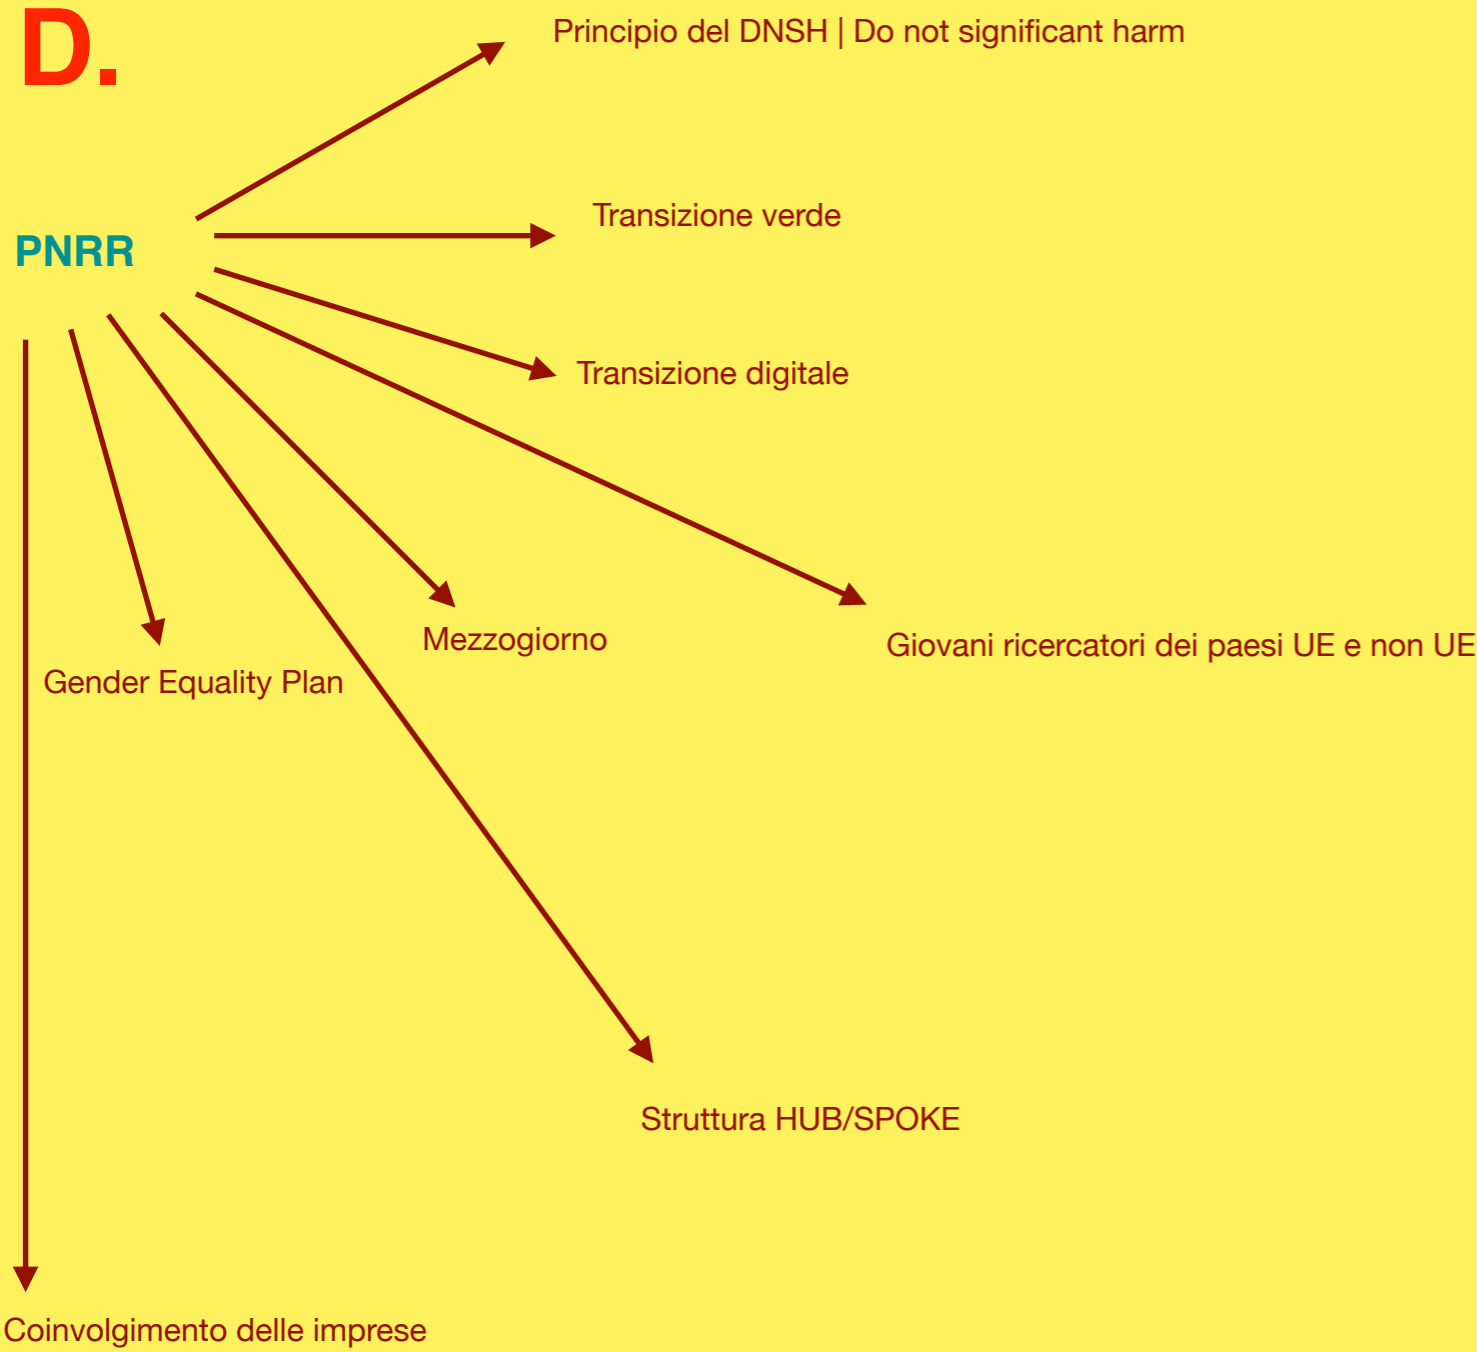 D.
Principio del DNSH | Do not significant harm
Transizione verde
PNRR
Transizione digitale
Mezzogiorno
Giovani ricercatori dei paesi UE e non UE
Gender Equality Plan
Struttura HUB/SPOKE
Coinvolgimento delle imprese